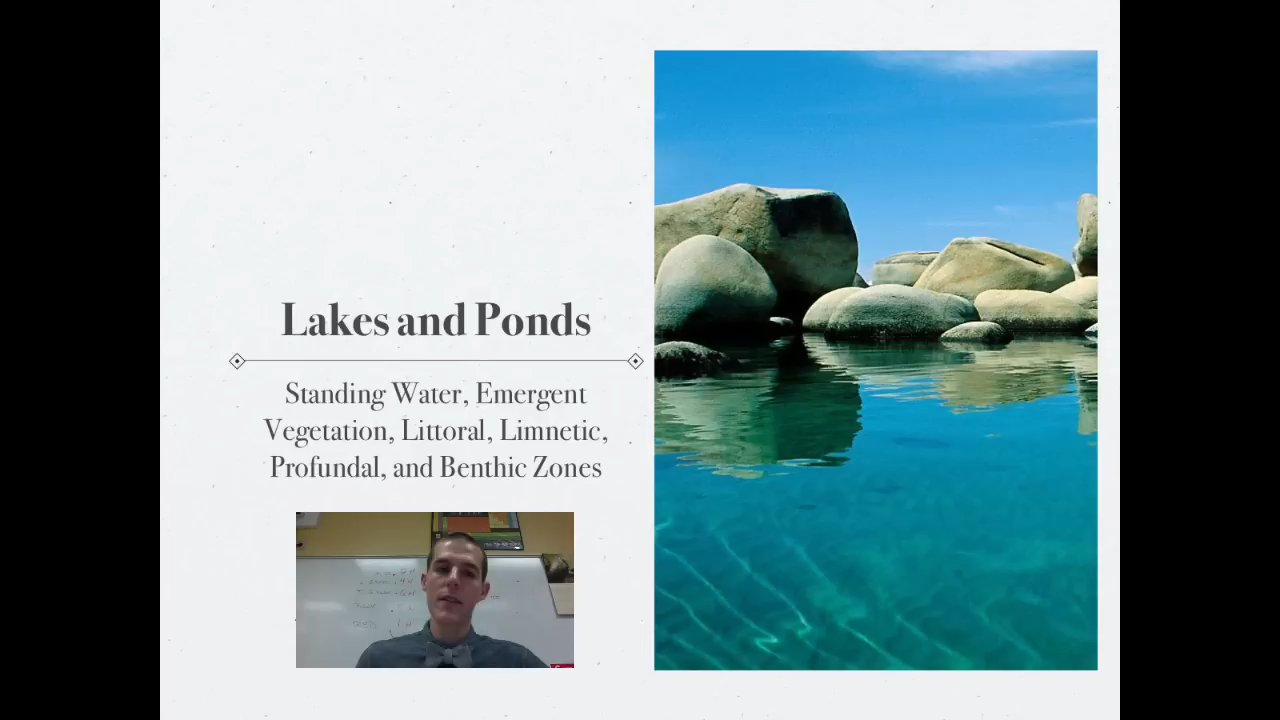 Lakes and Ponds
Standing Water, Emergent
Vegetation, Littoral, Limnetic,
Profundal, and Benthic Zones